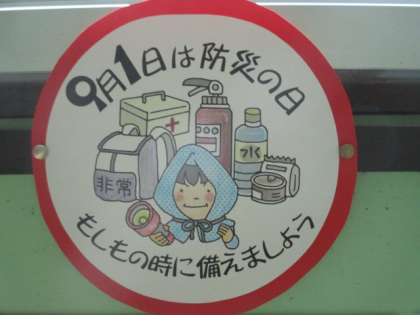 9月1日は防災の日
非常
水
もしもの時に備えましょう